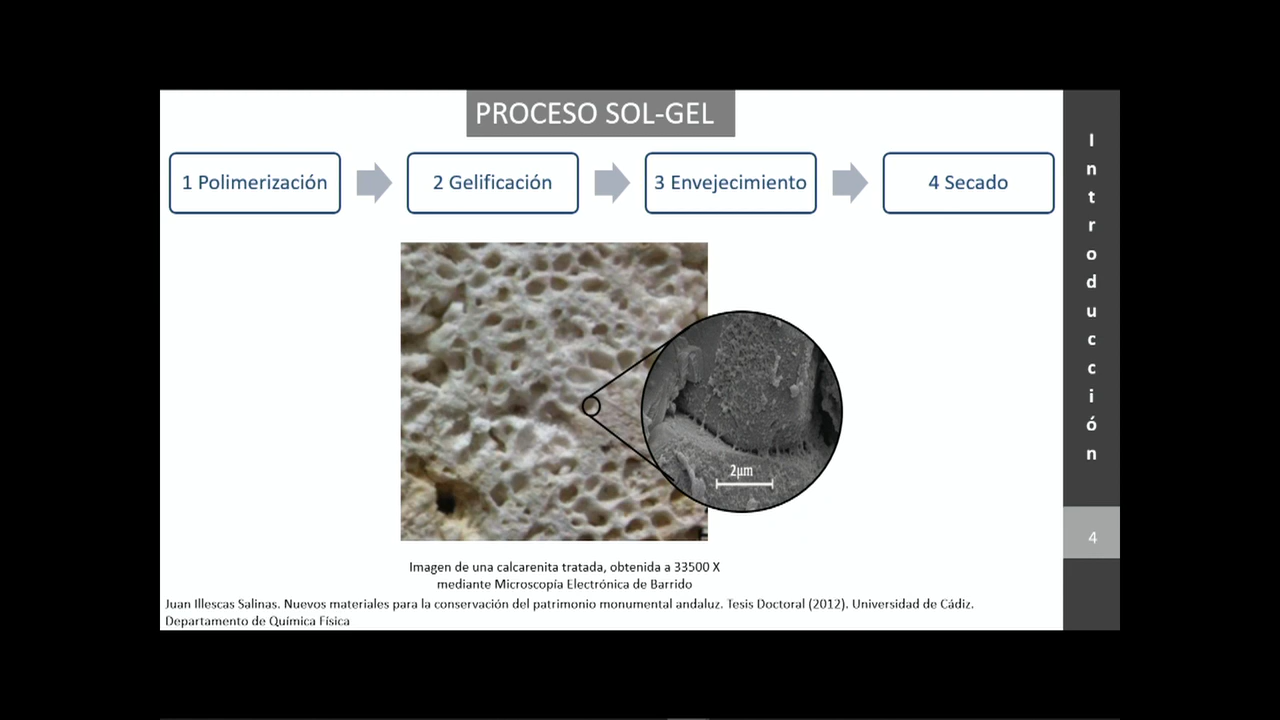 PROCESO SOL-GEL
1 Polimerización
2 Gelificación
3 Envejecimiento
4 Secado
2µm
Imagen de una calcarenita tratada, obtenida a 33500 X
mediante Microscopía Electrónica de Barrido
Juan Illescas Salinas. Nuevos materiales para la conservación del patrimonio monumental andaluz. Tesis Doctoral (2012). Universidad de Cádiz.
Departamento de Química Física
Introducción
4